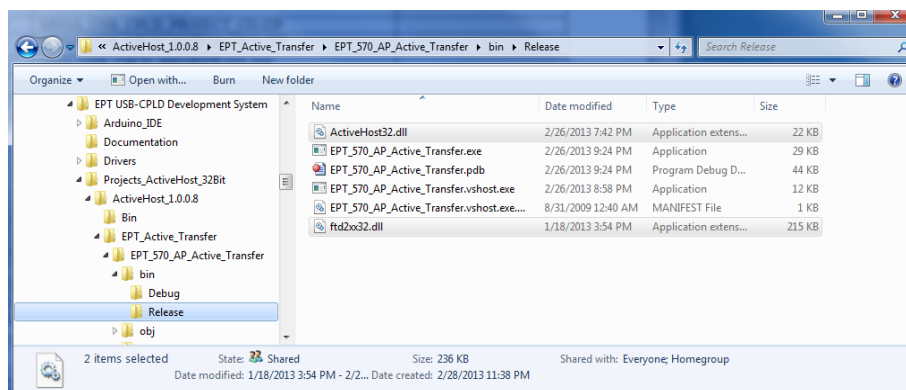 « ActiveHost_1.0.0.8 ▸ EPT_Active_Transfer ▸ EPT_570_AP_Active_Transfer ▸ bin ▸ Release
Search Release
Organize Open with... Burn New folder
EPT USB-CPLD Development System
Arduino_IDE
Documentation
Drivers
Projects_ActiveHost_32Bit
ActiveHost_1.0.0.8
Bin
EPT_Active_Transfer
EPT_570_AP_Active_Transfer
bin
Debug
Release
obj
Name Date modified Type Size
ActiveHost32.dll 2/26/2013 7:42 PM Application extens... 22 KB
EPT_570_AP_Active_Transfer.exe 2/26/2013 9:24 PM Application 29 KB
EPT_570_AP_Active_Transfer.pdb 2/26/2013 9:24 PM Program Debug D... 44 KB
EPT_570_AP_Active_Transfer.vshost.exe 2/26/2013 8:58 PM Application 12 KB
EPT_570_AP_Active_Transfer.vshost.exe.... 8/31/2009 12:40 AM MANIFEST File 1 KB
ftd2xx32.dll 1/18/2013 3:54 PM Application extens... 215 KB
2 items selected State: Shared Size: 236 KB Shared with: Everyone; Homegroup
Date modified: 1/18/2013 3:54 PM - 2/2... Date created: 2/28/2013 11:38 PM